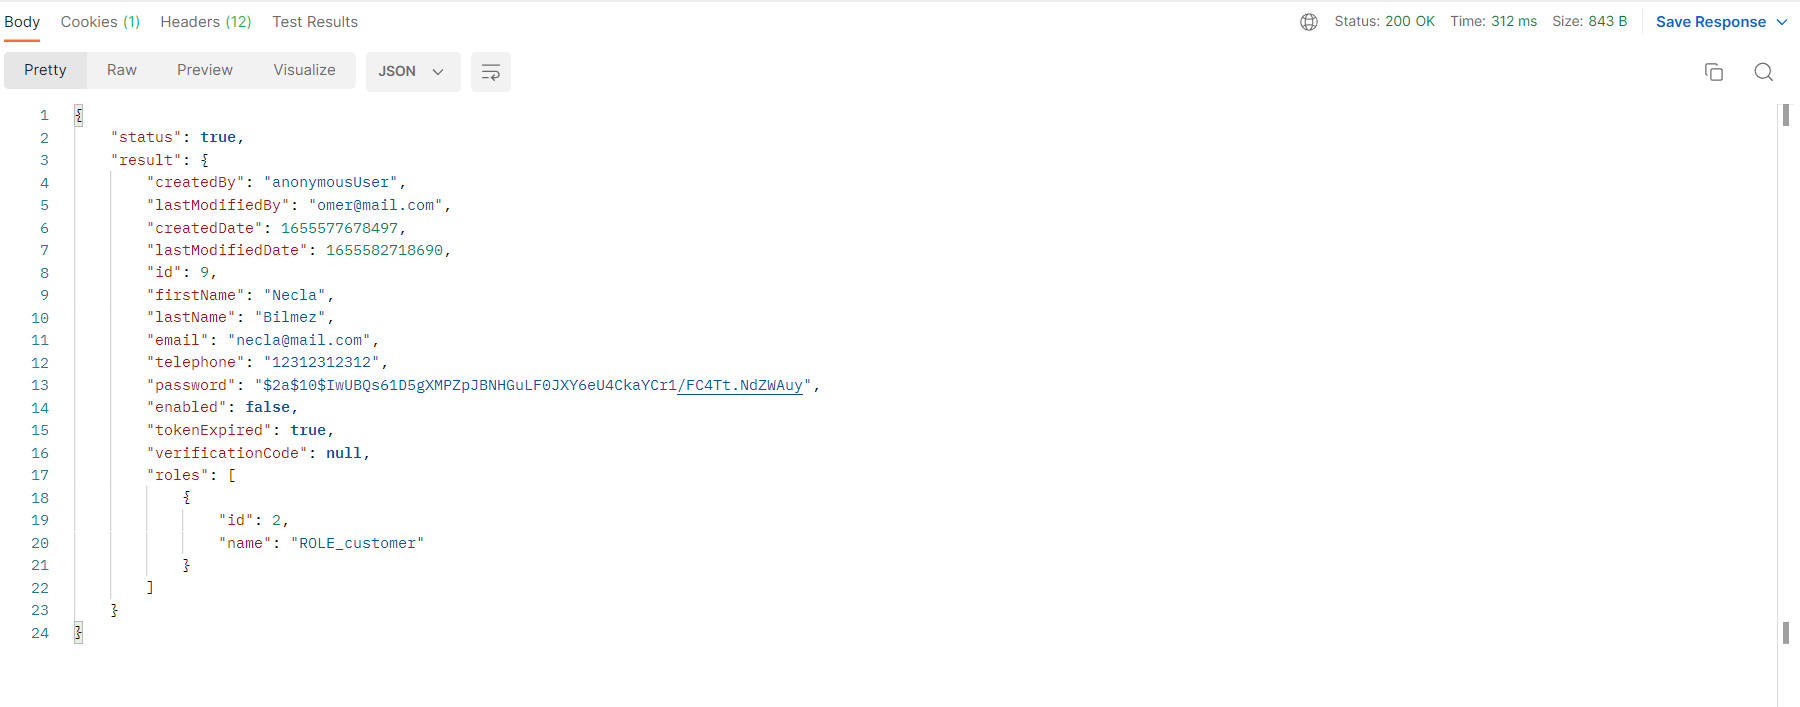 Body Cookies (1) Headers (12) Test Results Status: 200 OK Time: 312 ms Size: 843 B Save Response
Pretty Raw Preview Visualize JSON
1 {
2 "status": true,
3 "result": {
4 "createdBy": "anonymousUser",
5 "lastModifiedBy": "omer@mail.com",
6 "createdDate": 1655577678497,
7 "lastModifiedDate": 1655582718690,
8 "id": 9,
9 "firstName": "Necla",
10 "lastName": "Bilmez",
11 "email": "necla@mail.com",
12 "telephone": "12312312312",
13 "password": "$2a$10$IwUBQs61D5gXMPZpJBNHGuLF0JXY6eU4CkaYCr1/FC4Tt.NdZWAuy",
14 "enabled": false,
15 "tokenExpired": true,
16 "verificationCode": null,
17 "roles": [
18 {
19 "id": 2,
20 "name": "ROLE_customer"
21 }
22 ]
23 }
24 }